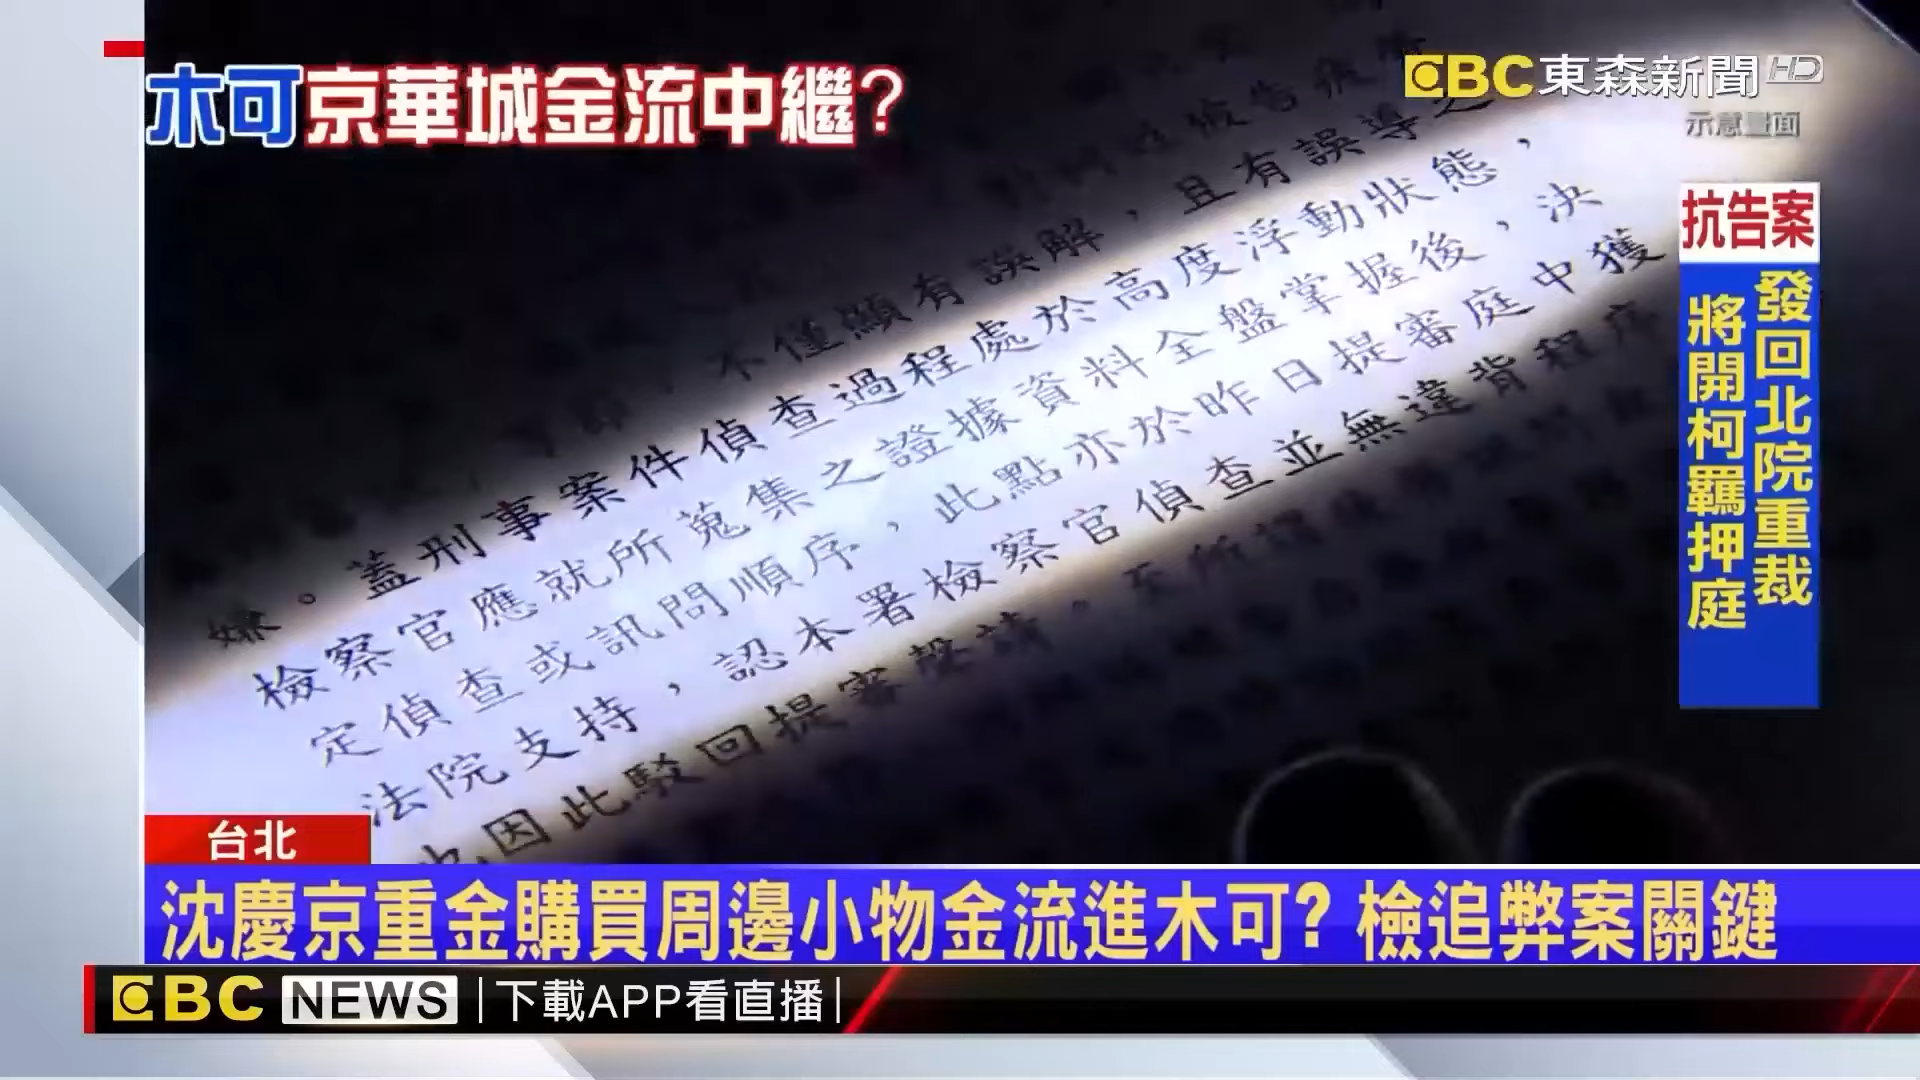 木可京華城金流中繼?
EBC東森新聞HD
示意畫面
抗告案
發回北院重裁
將開柯羈押庭
不僅顯有誤解，且有誤導之
嫌。蓋刑事案件偵查過程處於高度浮動狀態，
檢察官應就所蒐集之證據資料全盤掌握後，決
定偵查或訊問順序，此點亦於昨日提審庭中獲
法院支持，認本署檢察官偵查並無違背程序
因此駁回提審聲請。至所謂
台北
沈慶京重金購買周邊小物金流進木可? 檢追弊案關鍵
EBC NEWS 下載APP看直播